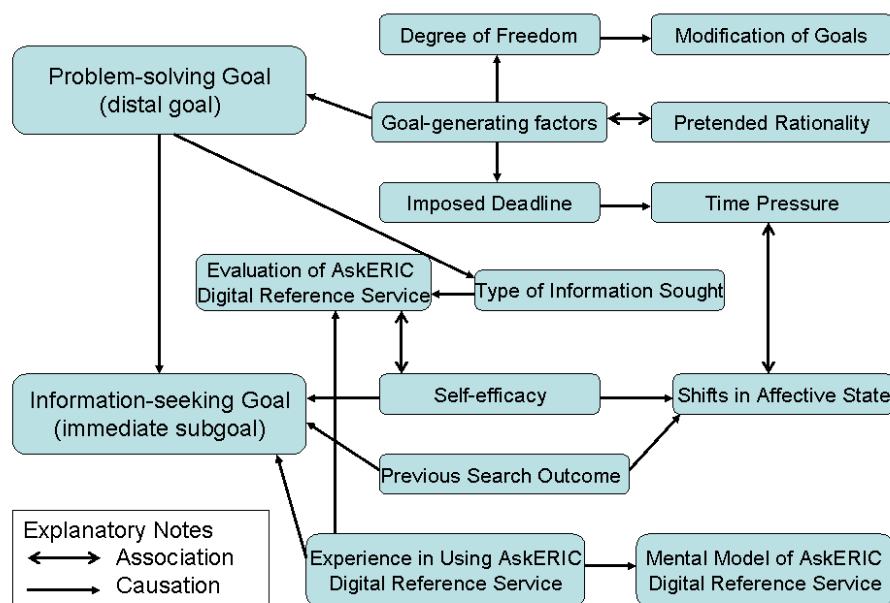 Degree of Freedom
Modification of Goals
Problem-solving Goal
(distal goal)
Goal-generating factors
Pretended Rationality
Imposed Deadline
Time Pressure
Evaluation of AskERIC
Digital Reference Service
Type of Information Sought
Information-seeking Goal
(immediate subgoal)
Self-efficacy
Shifts in Affective State
Previous Search Outcome
Explanatory Notes
Association
Causation
Experience in Using AskERIC
Digital Reference Service
Mental Model of AskERIC
Digital Reference Service